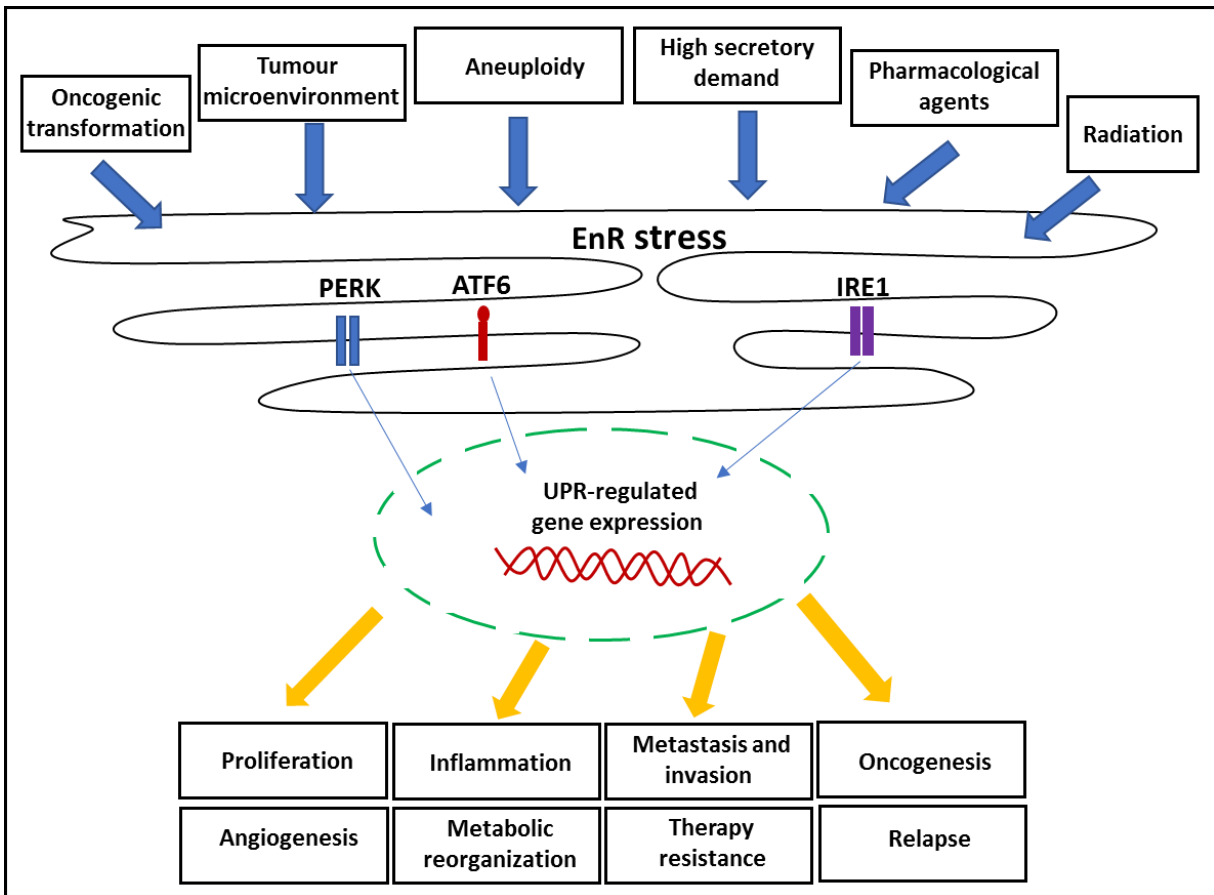 Oncogenic
transformation
Tumour
microenvironment
Aneuploidy
High secretory
demand
Pharmacological
agents
Radiation
EnR stress
PERK
ATF6
IRE1
UPR-regulated
gene expression
Proliferation
Inflammation
Metastasis and
invasion
Oncogenesis
Angiogenesis
Metabolic
reorganization
Therapy
resistance
Relapse